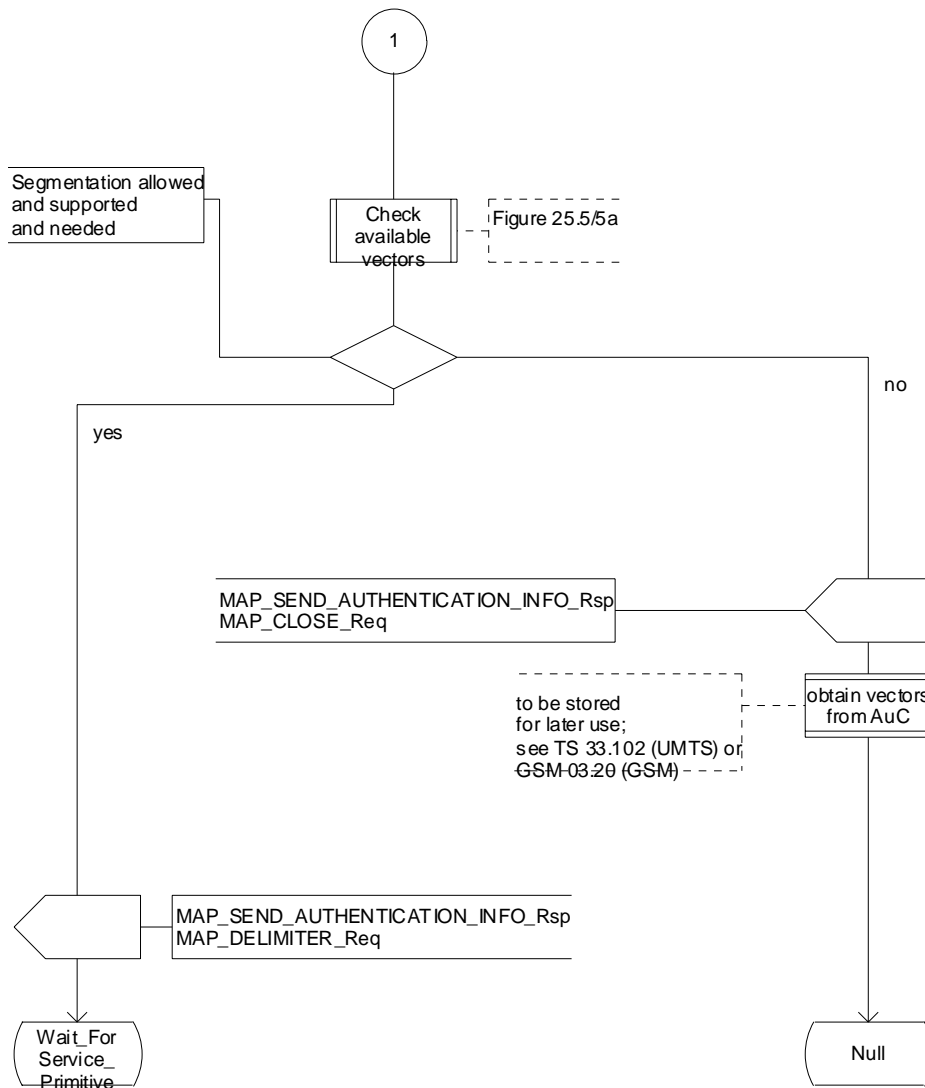 1
Segmentation allowed
and supported
and needed
Check
available
vectors
Figure 25.5/5a
no
yes
MAP_SEND_AUTHENTICATION_INFO_Rsp
MAP_CLOSE_Req
to be stored
for later use;
see TS 33.102 (UMTS) or
GSM 03.20 (GSM)
obtain vectors
from AuC
MAP_SEND_AUTHENTICATION_INFO_Rsp
MAP_DELIMITER_Req
Wait_For
Service_
Primitive
Null